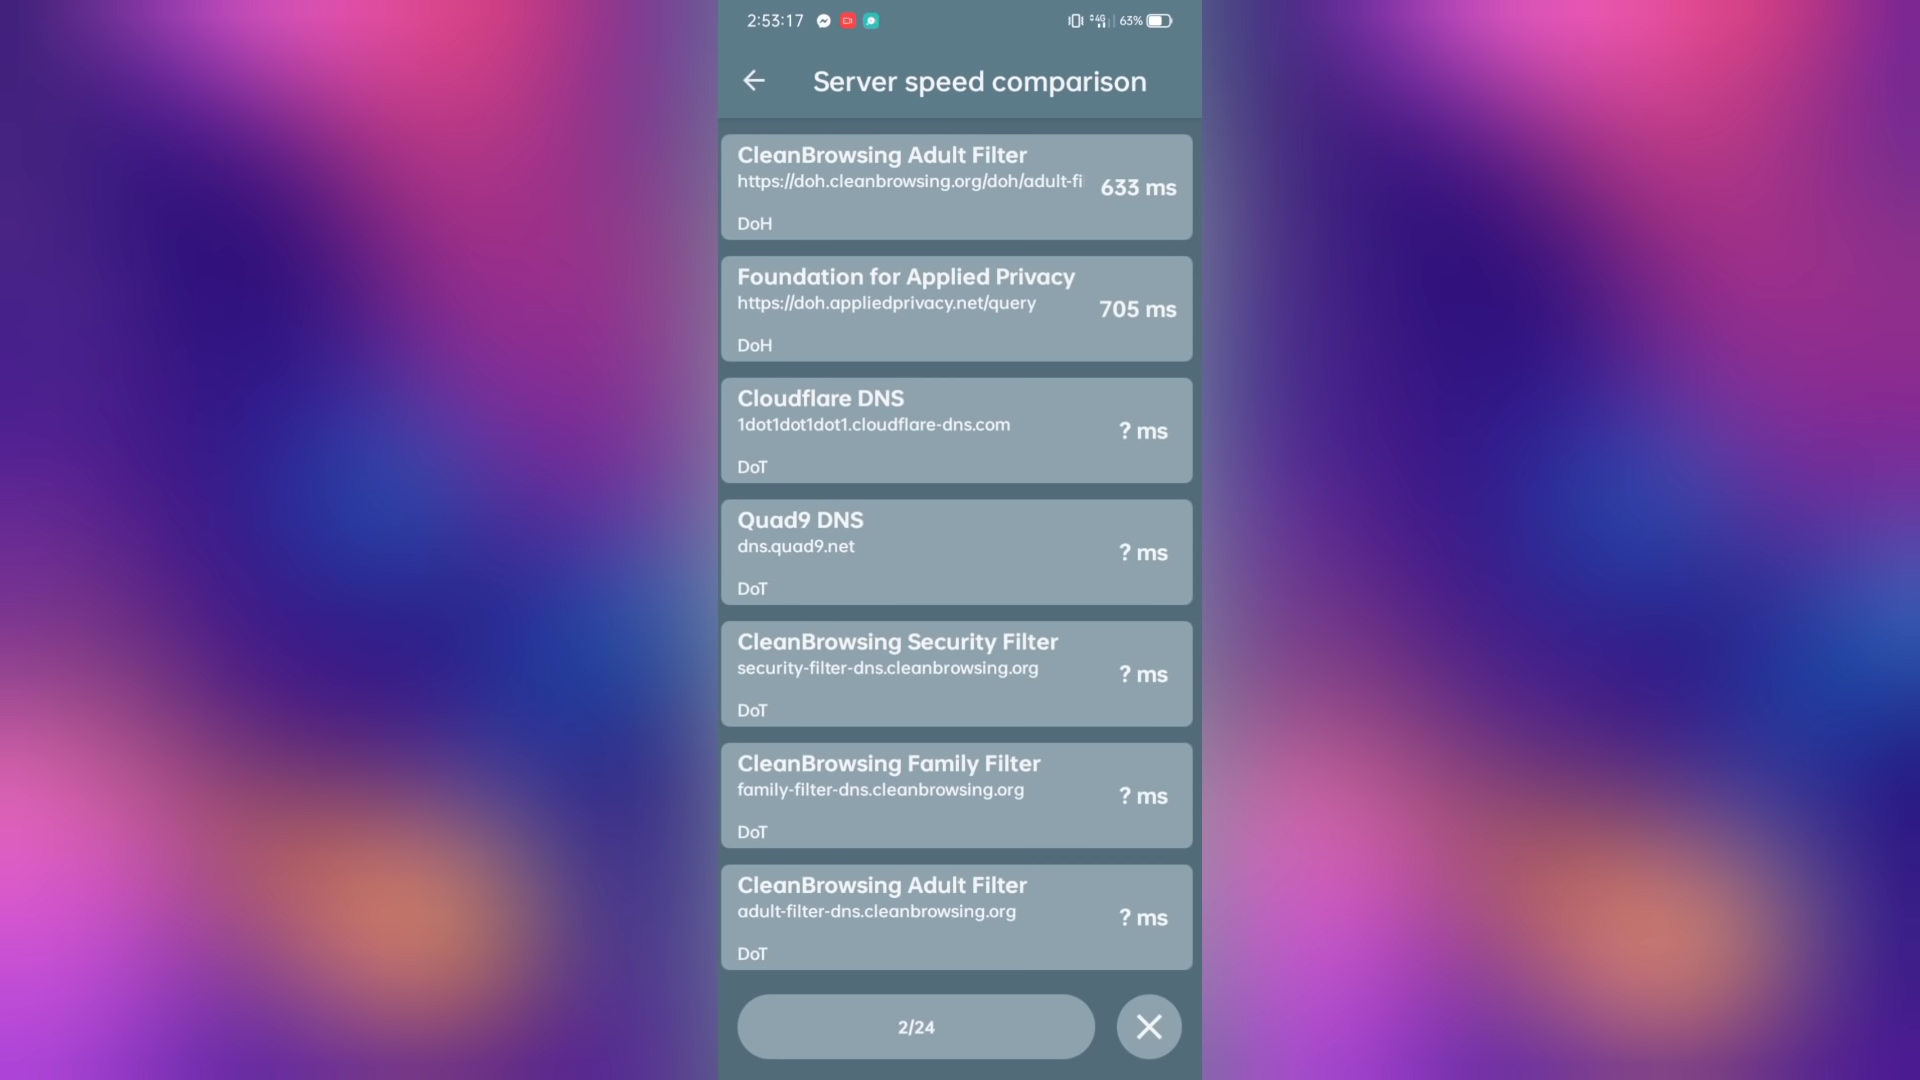 2:53:17
4G
63%
Server speed comparison
CleanBrowsing Adult Filter
https://doh.cleanbrowsing.org/doh/adult-fi
633 ms
DoH
Foundation for Applied Privacy
https://doh.appliedprivacy.net/query
705 ms
DoH
Cloudflare DNS
1dot1dot1dot1.cloudflare-dns.com
? ms
DoT
Quad9 DNS
dns.quad9.net
? ms
DoT
CleanBrowsing Security Filter
security-filter-dns.cleanbrowsing.org
? ms
DoT
CleanBrowsing Family Filter
family-filter-dns.cleanbrowsing.org
? ms
DoT
CleanBrowsing Adult Filter
adult-filter-dns.cleanbrowsing.org
? ms
DoT
2/24